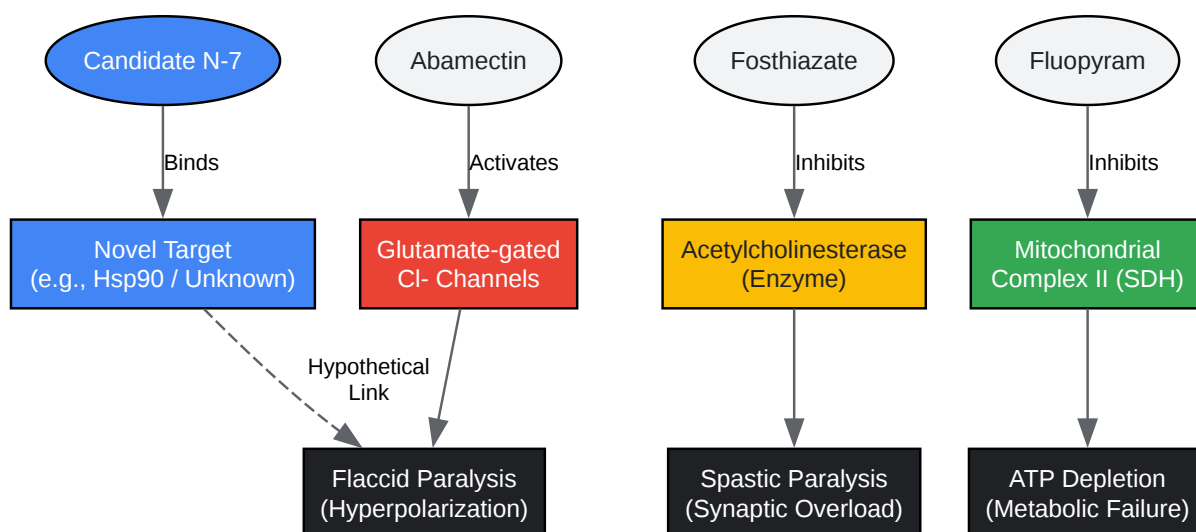 Candidate N-7
Abamectin
Fosthiazate
Fluopyram
Binds
Activates
Inhibits
Inhibits
Novel Target
(e.g., Hsp90 / Unknown)
Glutamate-gated
Cl- Channels
Acetylcholinesterase
(Enzyme)
Mitochondrial
Complex II (SDH)
Hypothetical
Link
Flaccid Paralysis
(Hyperpolarization)
Spastic Paralysis
(Synaptic Overload)
ATP Depletion
(Metabolic Failure)